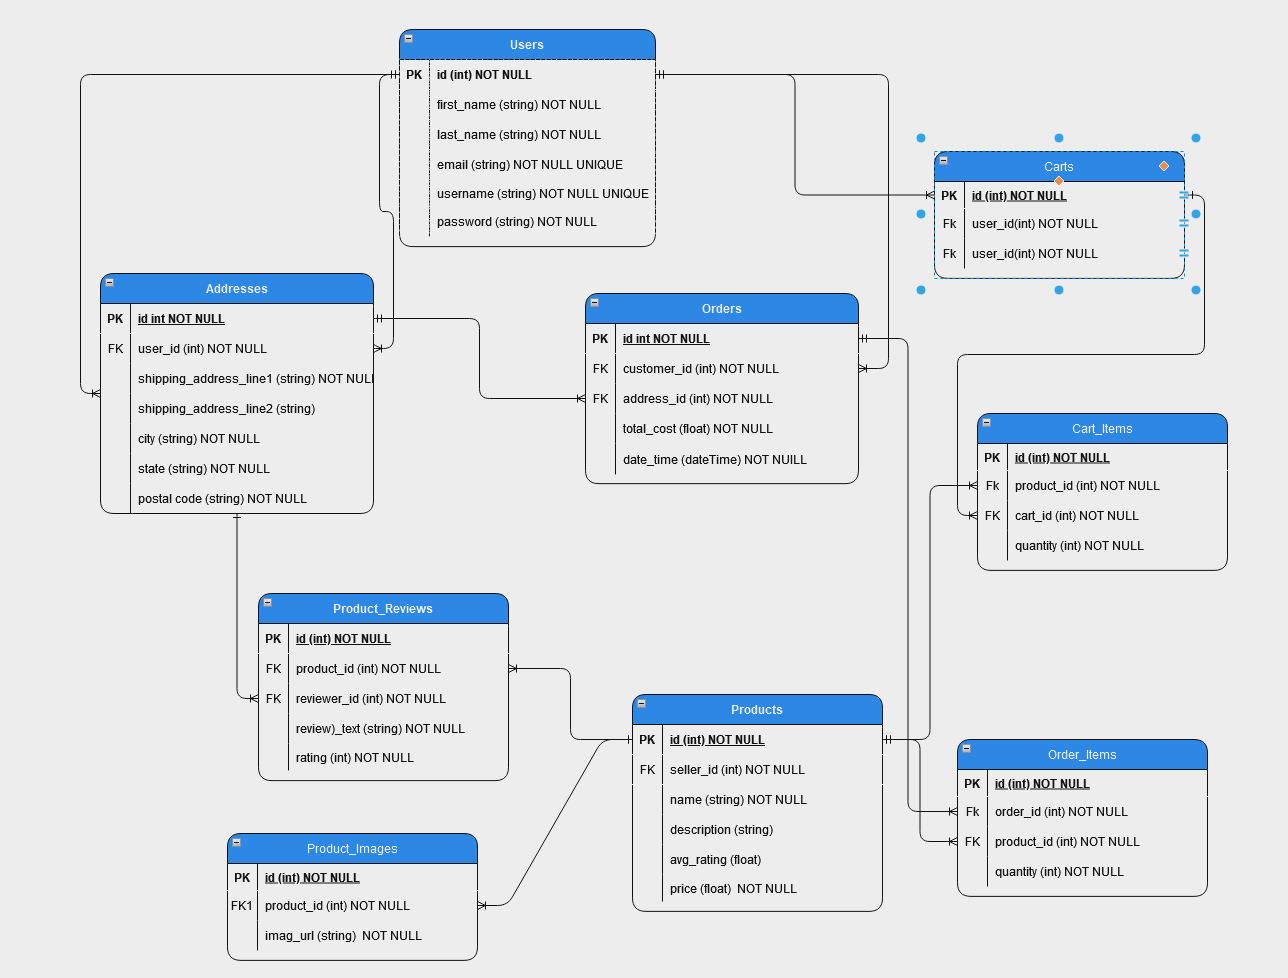 Users
PK id (int) NOT NULL
first_name (string) NOT NULL
last_name (string) NOT NULL
email (string) NOT NULL UNIQUE
username (string) NOT NULL UNIQUE
password (string) NOT NULL
Carts
PK id (int) NOT NULL
Fk user_id(int) NOT NULL
Fk user_id(int) NOT NULL
Addresses
PK id int NOT NULL
FK user_id (int) NOT NULL
shipping_address_line1 (string) NOT NULL
shipping_address_line2 (string)
city (string) NOT NULL
state (string) NOT NULL
postal code (string) NOT NULL
Orders
PK id int NOT NULL
FK customer_id (int) NOT NULL
FK address_id (int) NOT NULL
total_cost (float) NOT NULL
date_time (dateTime) NOT NUILL
Cart_Items
PK id (int) NOT NULL
Fk product_id (int) NOT NULL
FK cart_id (int) NOT NULL
quantity (int) NOT NULL
Product_Reviews
PK id (int) NOT NULL
FK product_id (int) NOT NULL
FK reviewer_id (int) NOT NULL
review)_text (string) NOT NULL
rating (int) NOT NULL
Products
PK id (int) NOT NULL
FK seller_id (int) NOT NULL
name (string) NOT NULL
description (string)
avg_rating (float)
price (float) NOT NULL
Order_Items
PK id (int) NOT NULL
Fk order_id (int) NOT NULL
FK product_id (int) NOT NULL
quantity (int) NOT NULL
Product_Images
PK id (int) NOT NULL
FK1 product_id (int) NOT NULL
imag_url (string) NOT NULL